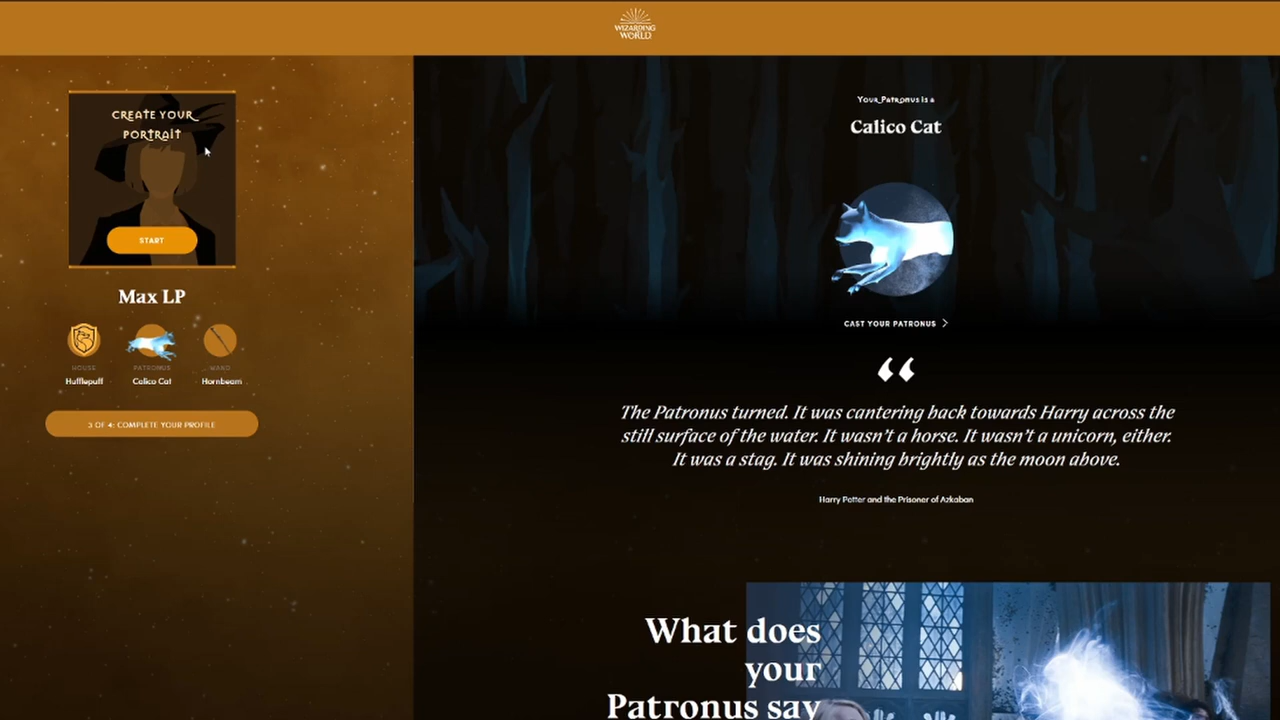 WIZARDING
WORLD
CREATE YOUR
PORTRAIT
START
Max LP
HOUSE
PATRONUS
WAND
Hufflepuff
Calico Cat
Hornbeam
3 OF 4: COMPLETE YOUR PROFILE
Your Patronus is a
Calico Cat
CAST YOUR PATRONUS
“
The Patronus turned. It was cantering back towards Harry across the
still surface of the water. It wasn’t a horse. It wasn’t a unicorn, either.
It was a stag. It was shining brightly as the moon above.
Harry Potter and the Prisoner of Azkaban
What does
your
Patronus say